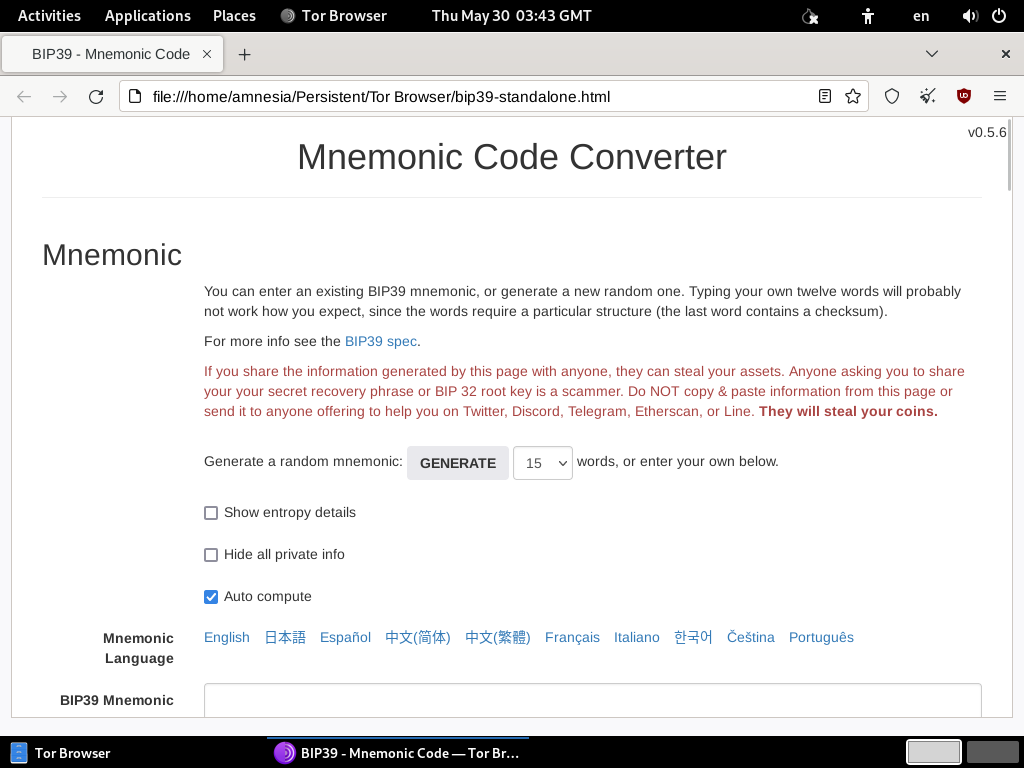 Activities Applications Places Tor Browser Thu May 30 03:43 GMT en
BIP39 - Mnemonic Code
file:///home/amnesia/Persistent/Tor Browser/bip39-standalone.html
v0.5.6
Mnemonic Code Converter
Mnemonic
You can enter an existing BIP39 mnemonic, or generate a new random one. Typing your own twelve words will probably
not work how you expect, since the words require a particular structure (the last word contains a checksum).
For more info see the BIP39 spec.
If you share the information generated by this page with anyone, they can steal your assets. Anyone asking you to share
your your secret recovery phrase or BIP 32 root key is a scammer. Do NOT copy & paste information from this page or
send it to anyone offering to help you on Twitter, Discord, Telegram, Etherscan, or Line. They will steal your coins.
Generate a random mnemonic: GENERATE 15 words, or enter your own below.
Show entropy details
Hide all private info
Auto compute
Mnemonic Language English 日本語 Español 中文(简体) 中文(繁體) Français Italiano 한국어 Čeština Português
BIP39 Mnemonic
Tor Browser BIP39 - Mnemonic Code — Tor Br…